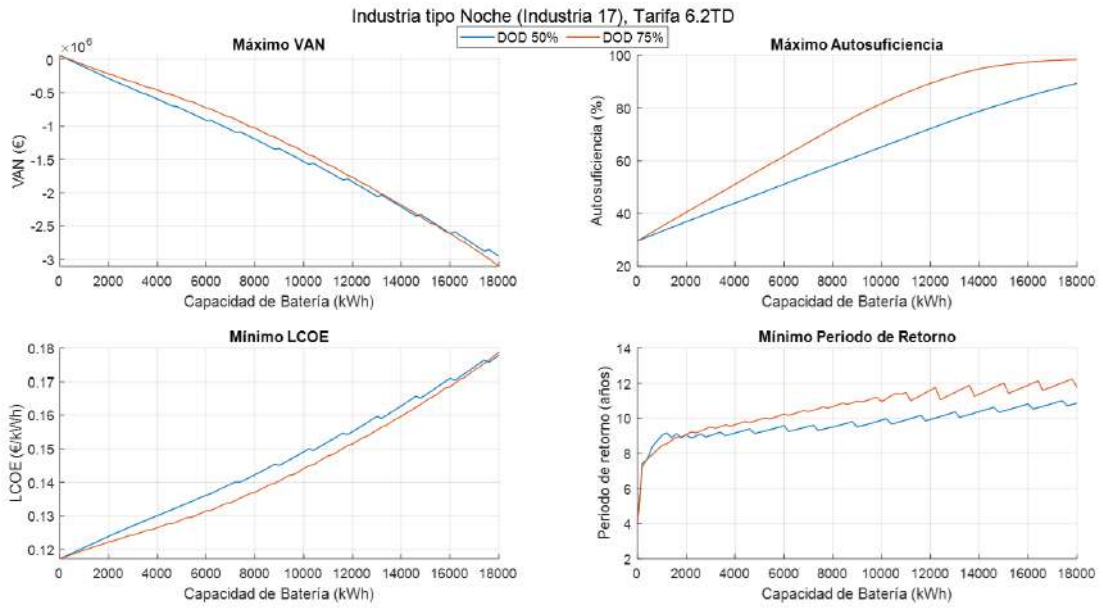 Industria tipo Noche (Industria 17), Tarifa 6.2TD
DOD 50% DOD 75%
Máximo VAN
×10⁶
0
-0.5
-1
-1.5
-2
-2.5
-3
VAN (€)
0 2000 4000 6000 8000 10000 12000 14000 16000 18000
Capacidad de Batería (kWh)
Máximo Autosuficiencia
100
80
60
40
20
Autosuficiencia (%)
0 2000 4000 6000 8000 10000 12000 14000 16000 18000
Capacidad de Batería (kWh)
Mínimo LCOE
0.18
0.17
0.16
0.15
0.14
0.13
0.12
LCOE (€/kWh)
0 2000 4000 6000 8000 10000 12000 14000 16000 18000
Capacidad de Batería (kWh)
Mínimo Periodo de Retorno
14
12
10
8
6
4
2
Periodo de retorno (años)
0 2000 4000 6000 8000 10000 12000 14000 16000 18000
Capacidad de Batería (kWh)